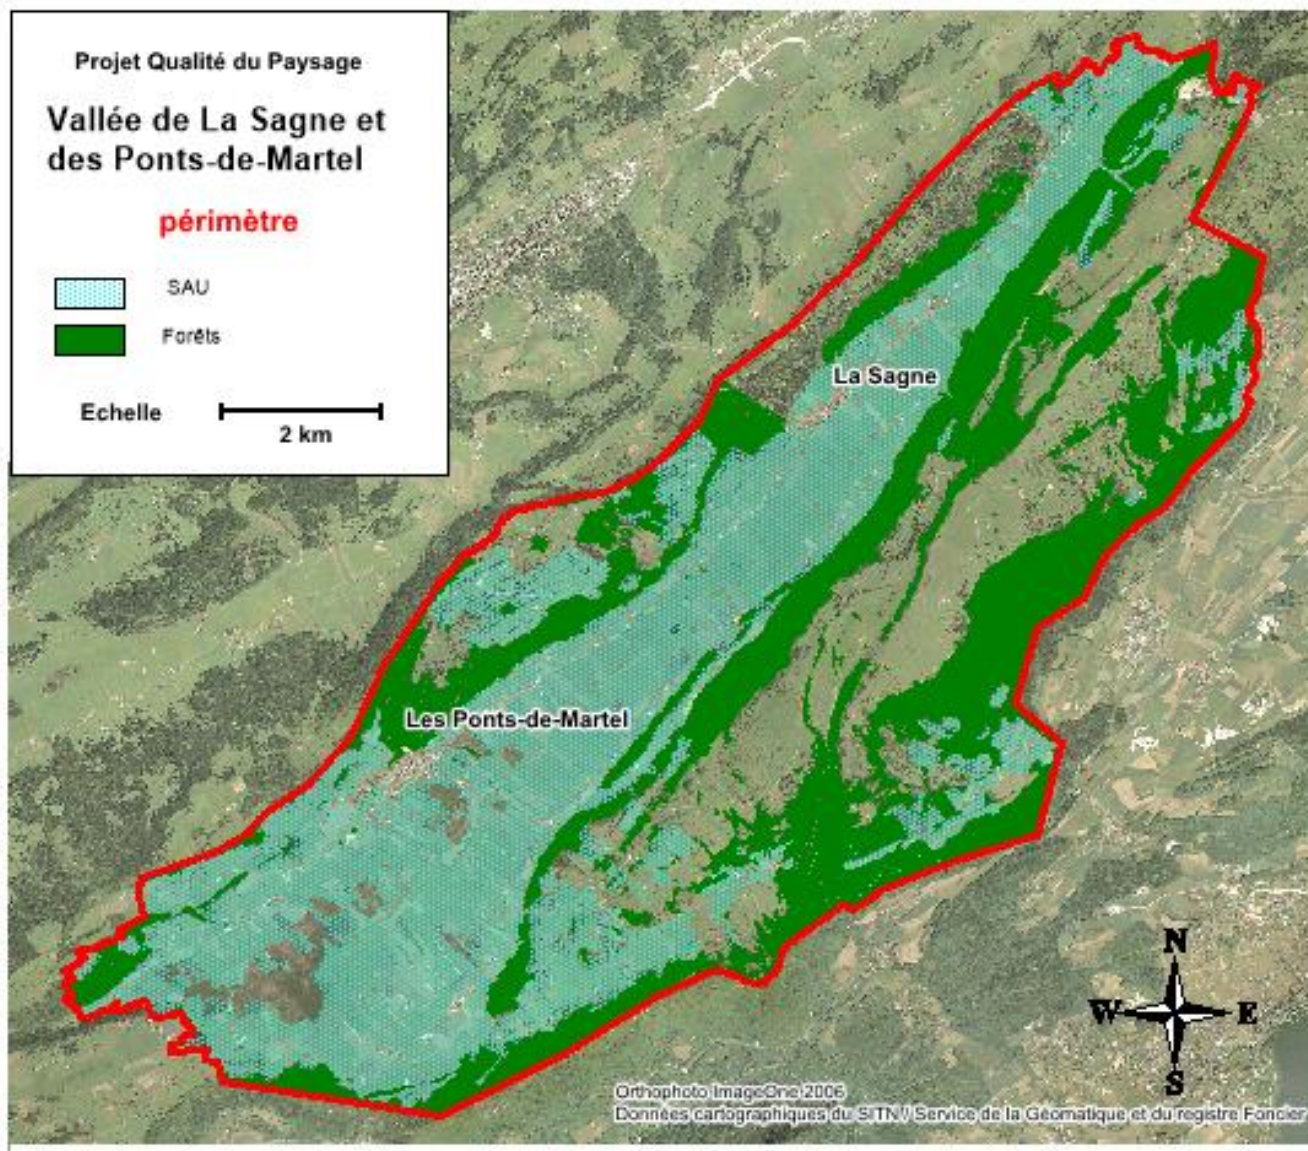 Projet Qualité du Paysage
Vallée de La Sagne et
des Ponts-de-Martel
périmètre
SAU
Forêts
Echelle
2 km
La Sagne
Les Ponts-de-Martel
N
W
E
S
Orthophoto ImageOne 2006
Données cartographiques du SITN / Service de la Géomatique et du registre Foncier